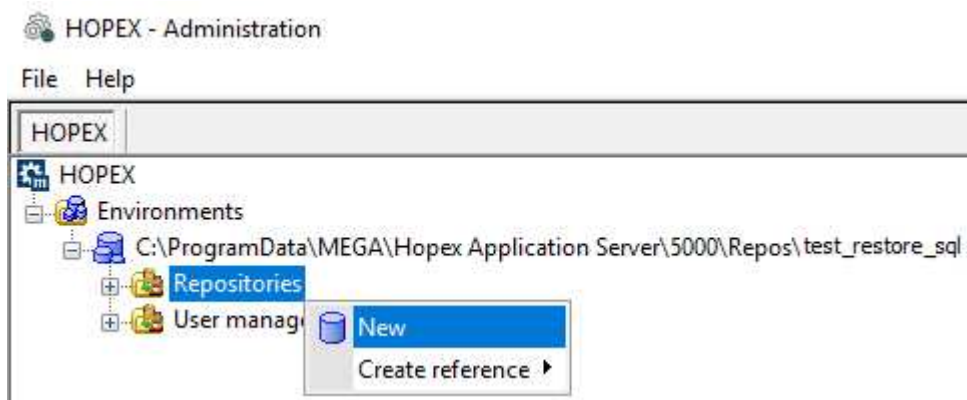 HOPEX - Administration
File Help
HOPEX
HOPEX
Environments
C:\ProgramData\MEGA\Hopex Application Server\5000\Repos\test_restore_sql
Repositories
User manag
New
Create reference